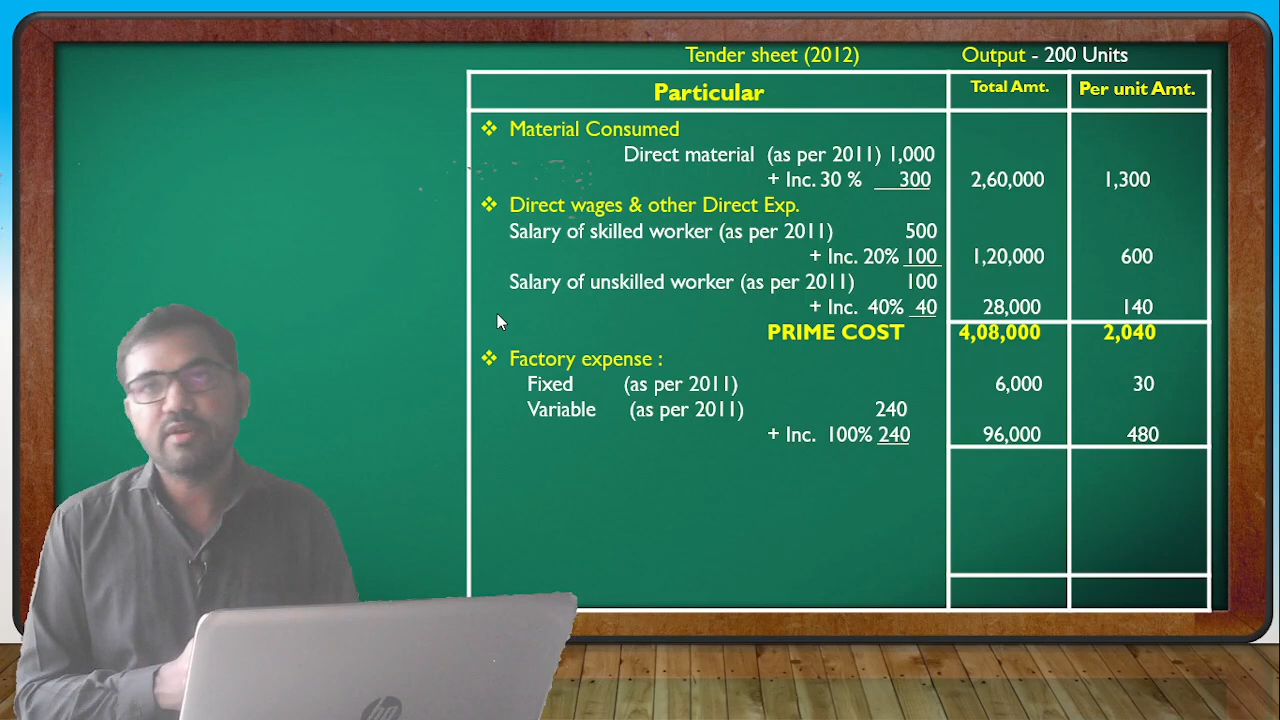 Tender sheet (2012) Output - 200 Units
Particular Total Amt. Per unit Amt.
❖ Material Consumed
Direct material (as per 2011) 1,000
+ Inc. 30 % 300 2,60,000 1,300
❖ Direct wages & other Direct Exp.
Salary of skilled worker (as per 2011) 500
+ Inc. 20% 100 1,20,000 600
Salary of unskilled worker (as per 2011) 100
+ Inc. 40% 40 28,000 140
PRIME COST 4,08,000 2,040
❖ Factory expense :
Fixed (as per 2011) 6,000 30
Variable (as per 2011) 240
+ Inc. 100% 240 96,000 480
hp